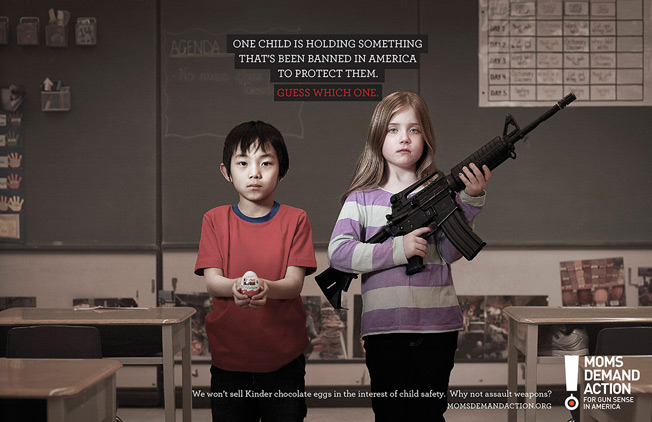 ONE CHILD IS HOLDING SOMETHING
THAT'S BEEN BANNED IN AMERICA
TO PROTECT THEM.
GUESS WHICH ONE.
AGENDA
We won't sell Kinder chocolate eggs in the interest of child safety. Why not assault weapons?
MOMSDEMANDACTION.ORG
MOMS
DEMAND
ACTION
FOR GUN SENSE
IN AMERICA